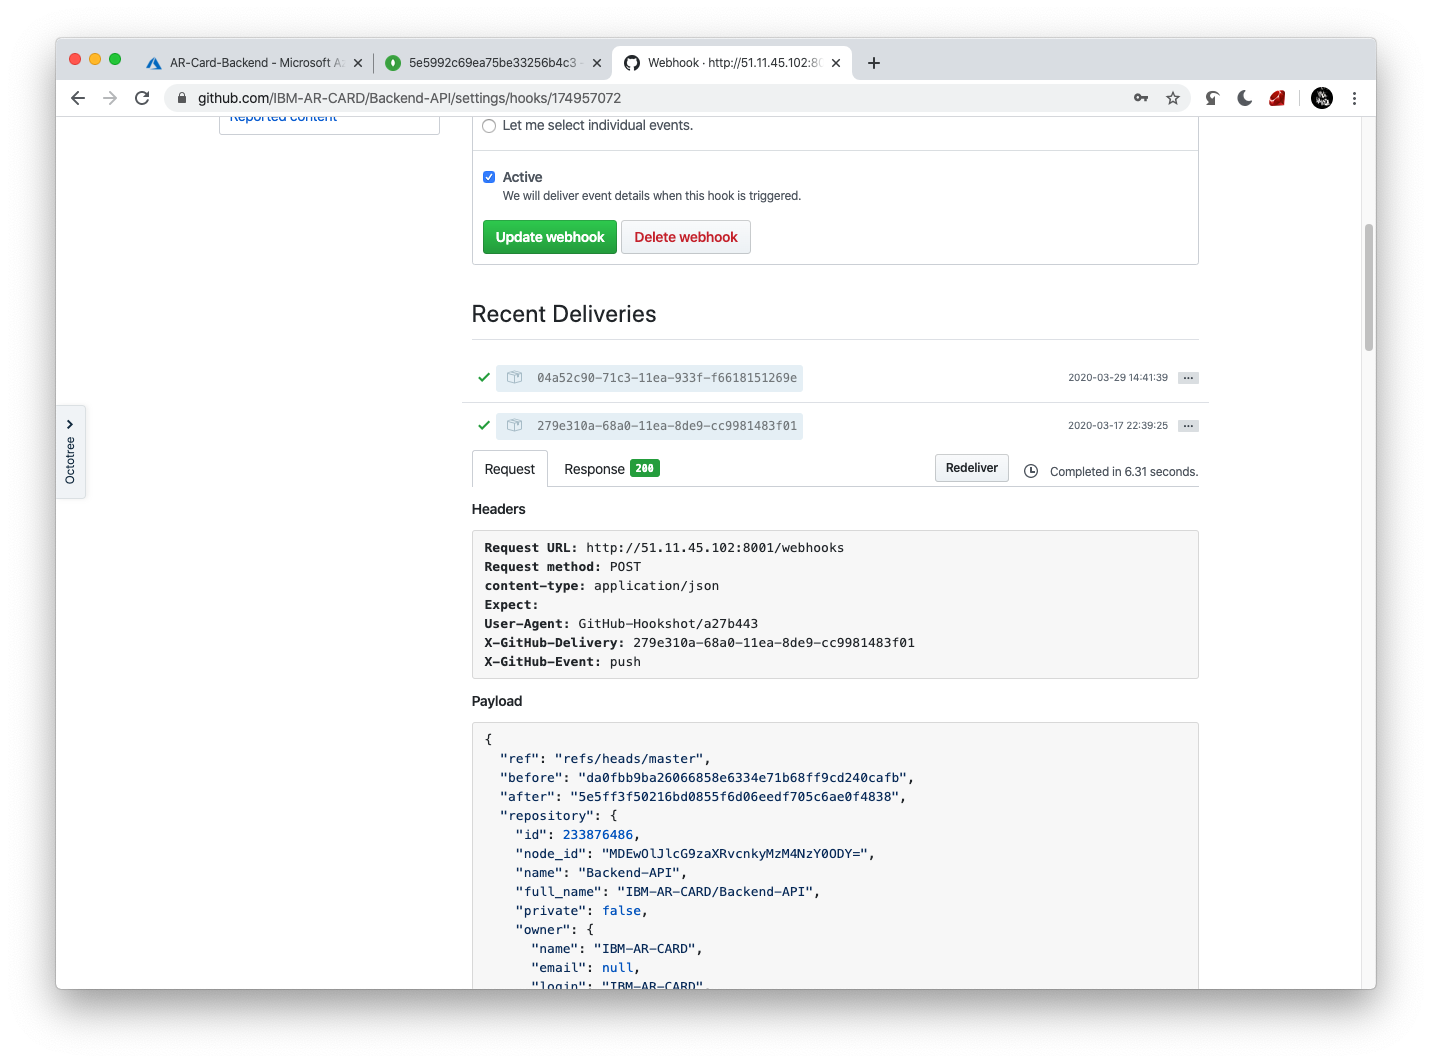 AR-Card-Backend - Microsoft Az
5e5992c69ea75be33256b4c3 -
Webhook · http://51.11.45.102:80
github.com/IBM-AR-CARD/Backend-API/settings/hooks/174957072
Reported content
Let me select individual events.
Active
We will deliver event details when this hook is triggered.
Update webhook
Delete webhook
Recent Deliveries
04a52c90-71c3-11ea-933f-f6618151269e
2020-03-29 14:41:39
279e310a-68a0-11ea-8de9-cc9981483f01
2020-03-17 22:39:25
Octotree
Request
Response 200
Redeliver
Completed in 6.31 seconds.
Headers
Request URL: http://51.11.45.102:8001/webhooks
Request method: POST
content-type: application/json
Expect:
User-Agent: GitHub-Hookshot/a27b443
X-GitHub-Delivery: 279e310a-68a0-11ea-8de9-cc9981483f01
X-GitHub-Event: push
Payload
{
"ref": "refs/heads/master",
"before": "da0fbb9ba26066858e6334e71b68ff9cd240cafb",
"after": "5e5ff3f50216bd0855f6d06eedf705c6ae0f4838",
"repository": {
"id": 233876486,
"node_id": "MDEwOlJlcG9zaXRvcnkyMzM4NzY0ODY=",
"name": "Backend-API",
"full_name": "IBM-AR-CARD/Backend-API",
"private": false,
"owner": {
"name": "IBM-AR-CARD",
"email": null,
"login": "IBM-AR-CARD",